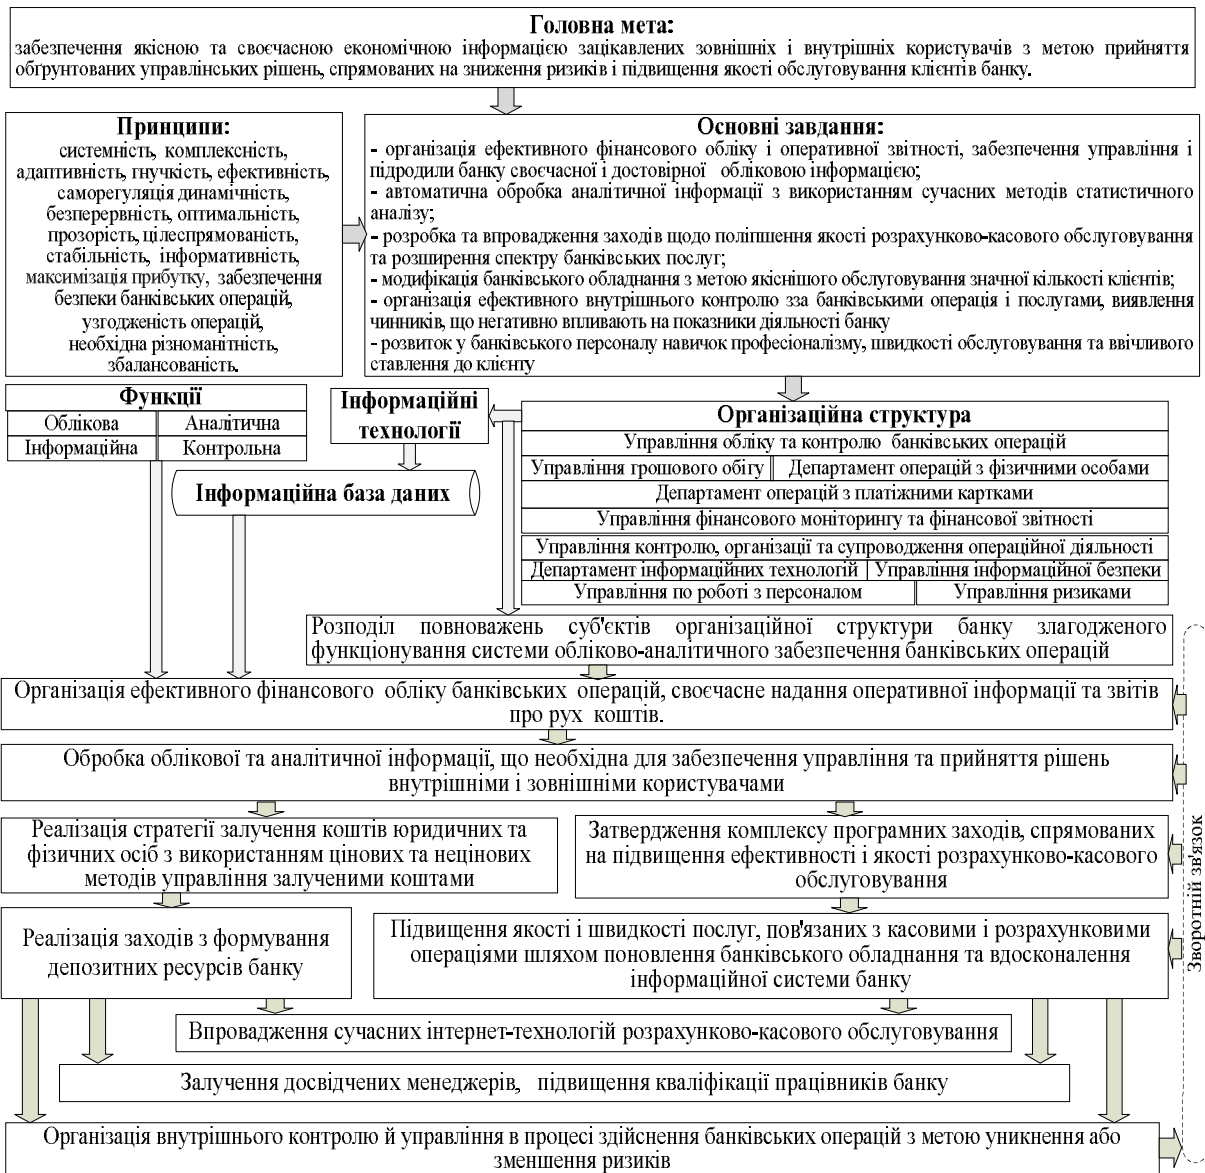 Головна мета:
забезпечення якісною та своєчасною економічною інформацією зацікавлених зовнішніх і внутрішніх користувачів з метою прийняття
обґрунтованих управлінських рішень, спрямованих на зниження ризиків і підвищення якості обслуговування клієнтів банку.
Принципи:
системність, комплексність,
адаптивність, гнучкість, ефективність,
саморегуляція динамічність,
безперервність, оптимальність,
прозорість, цілеспрямованість,
стабільність, інформативність,
максимізація прибутку, забезпечення
безпеки банківських операцій,
узгодженість операцій,
необхідна різноманітність,
збалансованість.
Основні завдання:
- організація ефективного фінансового обліку і оперативної звітності, забезпечення управління і
підродили банку своєчасної і достовірної обліковою інформацією;
- автоматична обробка аналітичної інформації з використанням сучасних методів статистичного
аналізу;
- розробка та впровадження заходів щодо поліпшення якості розрахунково-касового обслуговування
та розширення спектру банківських послуг;
- модифікація банківського обладнання з метою якіснішого обслуговування значної кількості клієнтів;
- організація ефективного внутрішнього контролю зза банківськими операція і послугами, виявлення
чинників, що негативно впливають на показники діяльності банку
- розвиток у банківського персоналу навичок професіоналізму, швидкості обслуговування та ввічливого
ставлення до клієнту
Функції
Облікова Аналітична
Інформаційна Контрольна
Інформаційні
технології
Інформаційна база даних
Організаційна структура
Управління обліку та контролю банківських операцій
Управління грошового обігу Департамент операцій з фізичними особами
Департамент операцій з платіжними картками
Управління фінансового моніторингу та фінансової звітності
Управління контролю, організації та супроводження операційної діяльності
Департамент інформаційних технологій Управління інформаційної безпеки
Управління по роботі з персоналом Управління ризиками
Розподіл повноважень суб'єктів організаційної структури банку злагодженого
функціонування системи обліково-аналітичного забезпечення банківських операцій
Організація ефективного фінансового обліку банківських операцій, своєчасне надання оперативної інформації та звітів
про рух коштів.
Обробка облікової та аналітичної інформації, що необхідна для забезпечення управління та прийняття рішень
внутрішніми і зовнішніми користувачами
Реалізація стратегії залучення коштів юридичних та
фізичних осіб з використанням цінових та нецінових
методів управління залученими коштами
Затвердження комплексу програмних заходів, спрямованих
на підвищення ефективності і якості розрахунково-касового
обслуговування
Реалізація заходів з формування
депозитних ресурсів банку
Підвищення якості і швидкості послуг, пов'язаних з касовими і розрахунковими
операціями шляхом поновлення банківського обладнання та вдосконалення
інформаційної системи банку
Зворотній зв'язок
Впровадження сучасних інтернет-технологій розрахунково-касового обслуговування
Залучення досвідчених менеджерів, підвищення кваліфікації працівників банку
Організація внутрішнього контролю й управління в процесі здійснення банківських операцій з метою уникнення або
зменшення ризиків